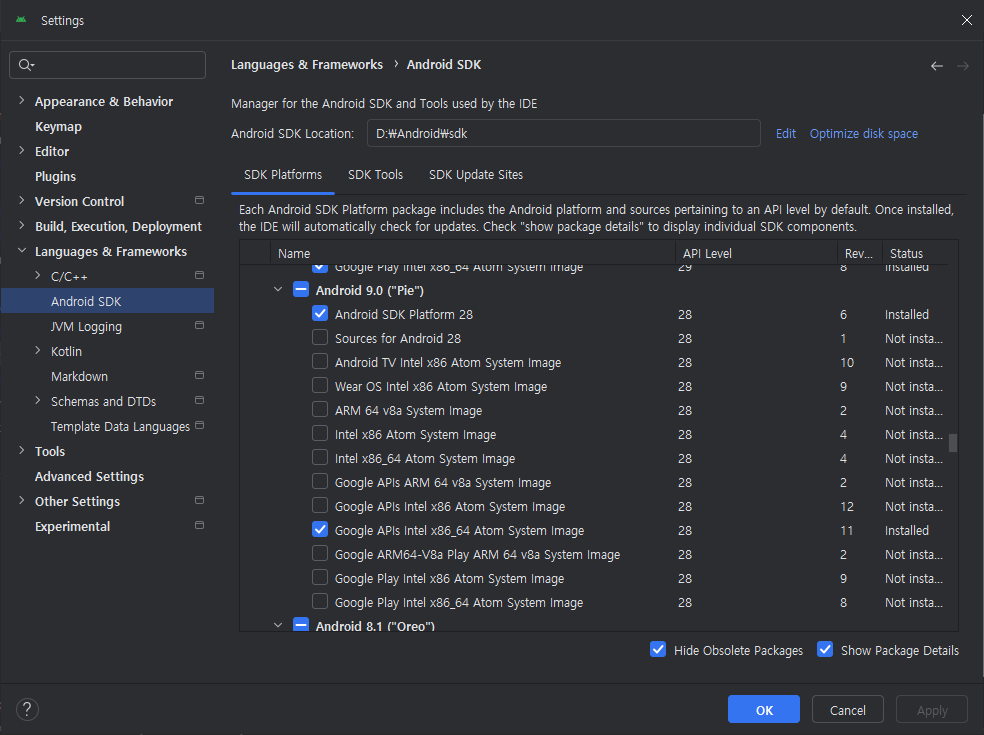 Settings
Languages & Frameworks › Android SDK
Appearance & Behavior
Keymap
Editor
Plugins
Version Control
Build, Execution, Deployment
Languages & Frameworks
C/C++
Android SDK
JVM Logging
Kotlin
Markdown
Schemas and DTDs
Template Data Languages
Tools
Advanced Settings
Other Settings
Experimental
Manager for the Android SDK and Tools used by the IDE
Android SDK Location: D:₩Android₩sdk Edit Optimize disk space
SDK Platforms SDK Tools SDK Update Sites
Each Android SDK Platform package includes the Android platform and sources pertaining to an API level by default. Once installed,
the IDE will automatically check for updates. Check "show package details" to display individual SDK components.
Name API Level Rev... Status
Google Play Intel x86_64 Atom System Image 29 8 Installed
Android 9.0 ("Pie")
Android SDK Platform 28 28 6 Installed
Sources for Android 28 28 1 Not insta...
Android TV Intel x86 Atom System Image 28 10 Not insta...
Wear OS Intel x86 Atom System Image 28 9 Not insta...
ARM 64 v8a System Image 28 2 Not insta...
Intel x86 Atom System Image 28 4 Not insta...
Intel x86_64 Atom System Image 28 4 Not insta...
Google APIs ARM 64 v8a System Image 28 2 Not insta...
Google APIs Intel x86 Atom System Image 28 12 Not insta...
Google APIs Intel x86_64 Atom System Image 28 11 Installed
Google ARM64-V8a Play ARM 64 v8a System Image 28 2 Not insta...
Google Play Intel x86 Atom System Image 28 9 Not insta...
Google Play Intel x86_64 Atom System Image 28 8 Not insta...
Android 8.1 ("Oreo")
Hide Obsolete Packages Show Package Details
? OK Cancel Apply